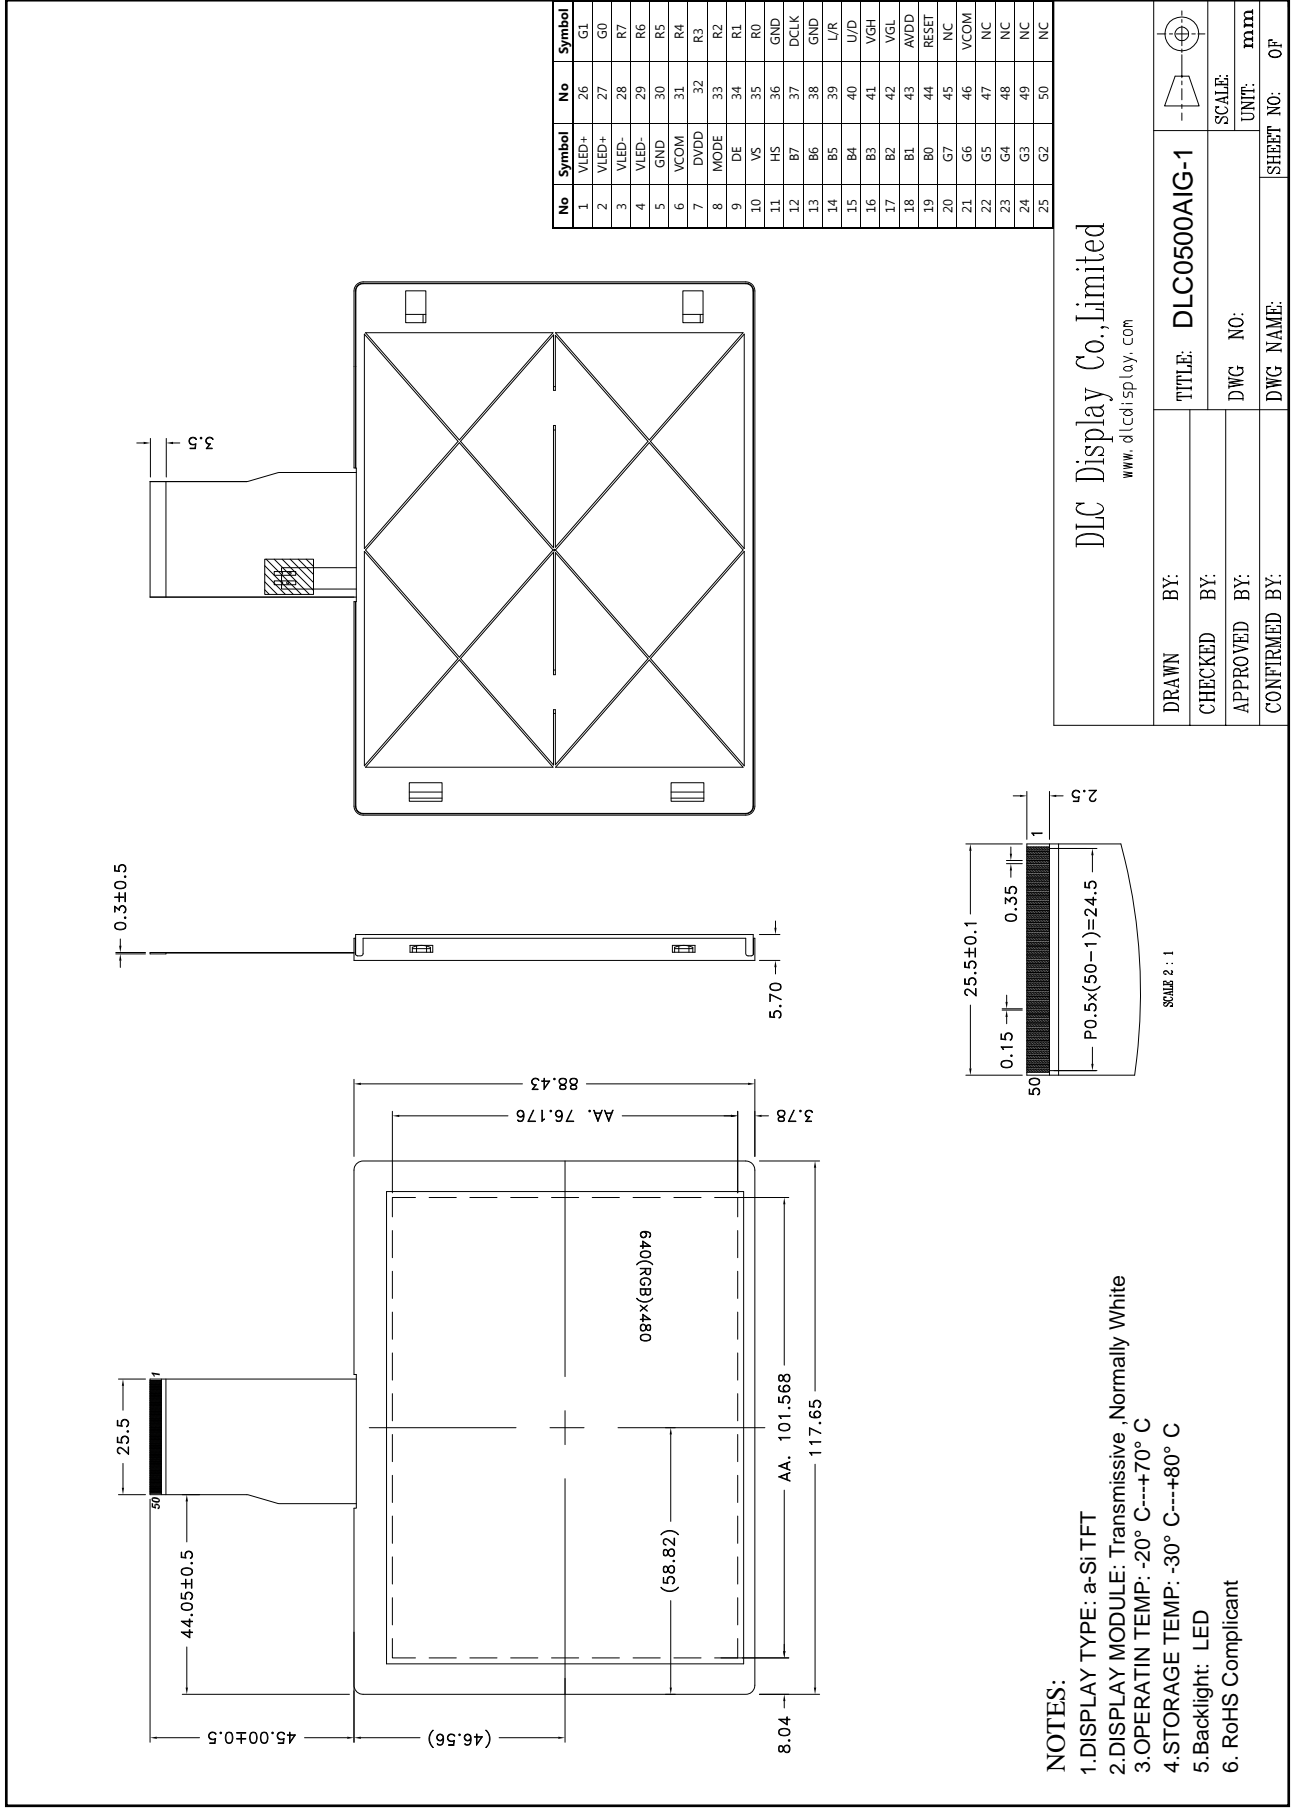 25.5
50
1
44.05±0.5
45.00±0.5
(46.56)
(58.82)
640(RGB)x480
AA. 101.568
117.65
8.04
88.43
AA. 76.176
3.78
0.3±0.5
5.70
3.5
25.5±0.1
0.15
0.35
50
1
2.5
P0.5x(50-1)=24.5
SCALE 2 : 1
No Symbol No Symbol
1 VLED+ 26 G1
2 VLED+ 27 G0
3 VLED- 28 R7
4 VLED- 29 R6
5 GND 30 R5
6 VCOM 31 R4
7 DVDD 32 R3
8 MODE 33 R2
9 DE 34 R1
10 VS 35 R0
11 HS 36 GND
12 B7 37 DCLK
13 B6 38 GND
14 B5 39 L/R
15 B4 40 U/D
16 B3 41 VGH
17 B2 42 VGL
18 B1 43 AVDD
19 B0 44 RESET
20 G7 45 NC
21 G6 46 VCOM
22 G5 47 NC
23 G4 48 NC
24 G3 49 NC
25 G2 50 NC
NOTES:
1.DISPLAY TYPE: a-Si TFT
2.DISPLAY MODULE: Transmissive ,Normally White
3.OPERATIN TEMP: -20° C---+70° C
4.STORAGE TEMP: -30° C---+80° C
5.Backlight: LED
6. RoHS Complicant
DLC Display Co.,Limited
www.dlcdisplay.com
DRAWN BY:
CHECKED BY:
APPROVED BY:
CONFIRMED BY:
TITLE: DLC0500AIG-1
DWG NO:
DWG NAME:
SCALE:
UNIT: mm
SHEET NO: OF